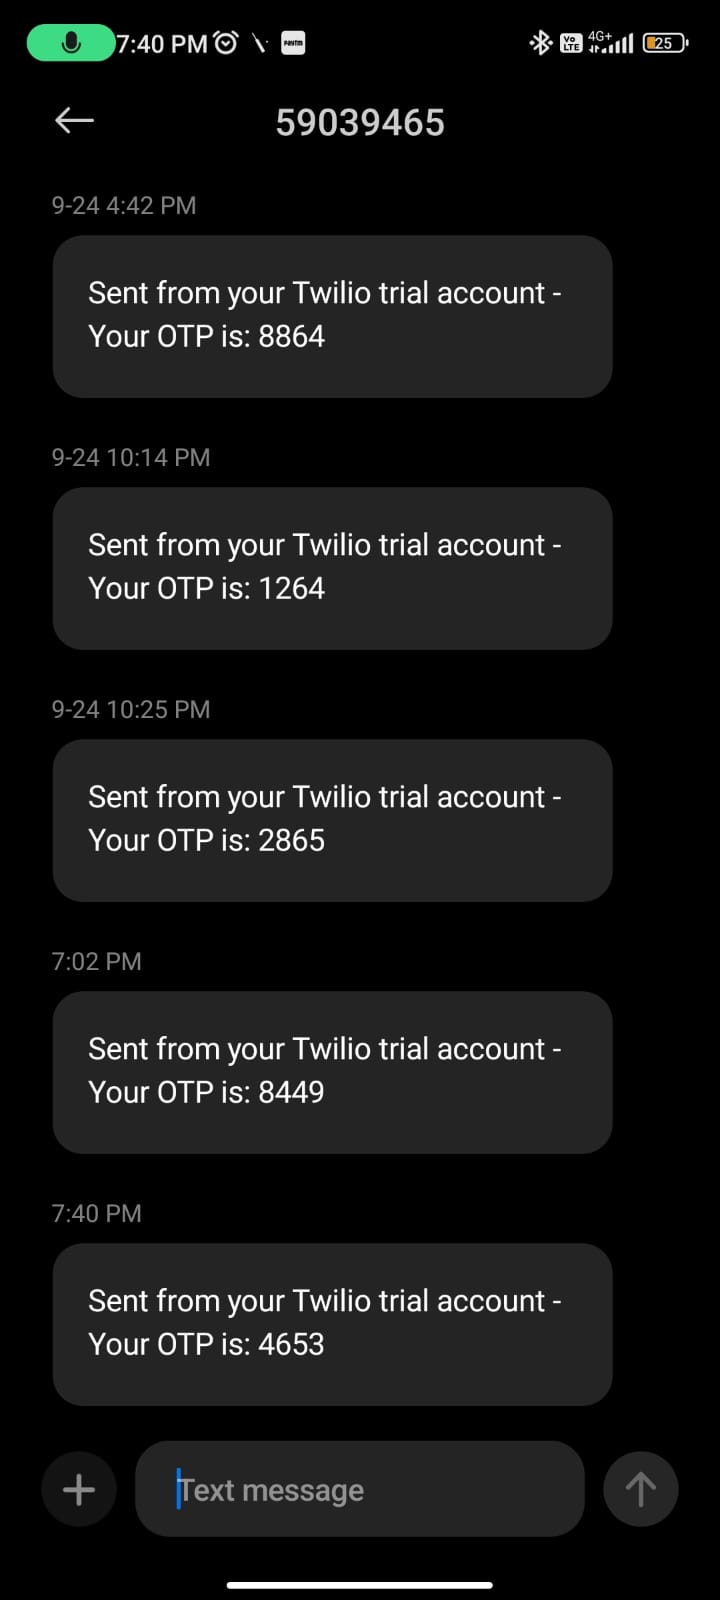 7:40 PM
Paytm
Vo LTE
4G+
25
59039465
9-24 4:42 PM
Sent from your Twilio trial account -
Your OTP is: 8864
9-24 10:14 PM
Sent from your Twilio trial account -
Your OTP is: 1264
9-24 10:25 PM
Sent from your Twilio trial account -
Your OTP is: 2865
7:02 PM
Sent from your Twilio trial account -
Your OTP is: 8449
7:40 PM
Sent from your Twilio trial account -
Your OTP is: 4653
Text message